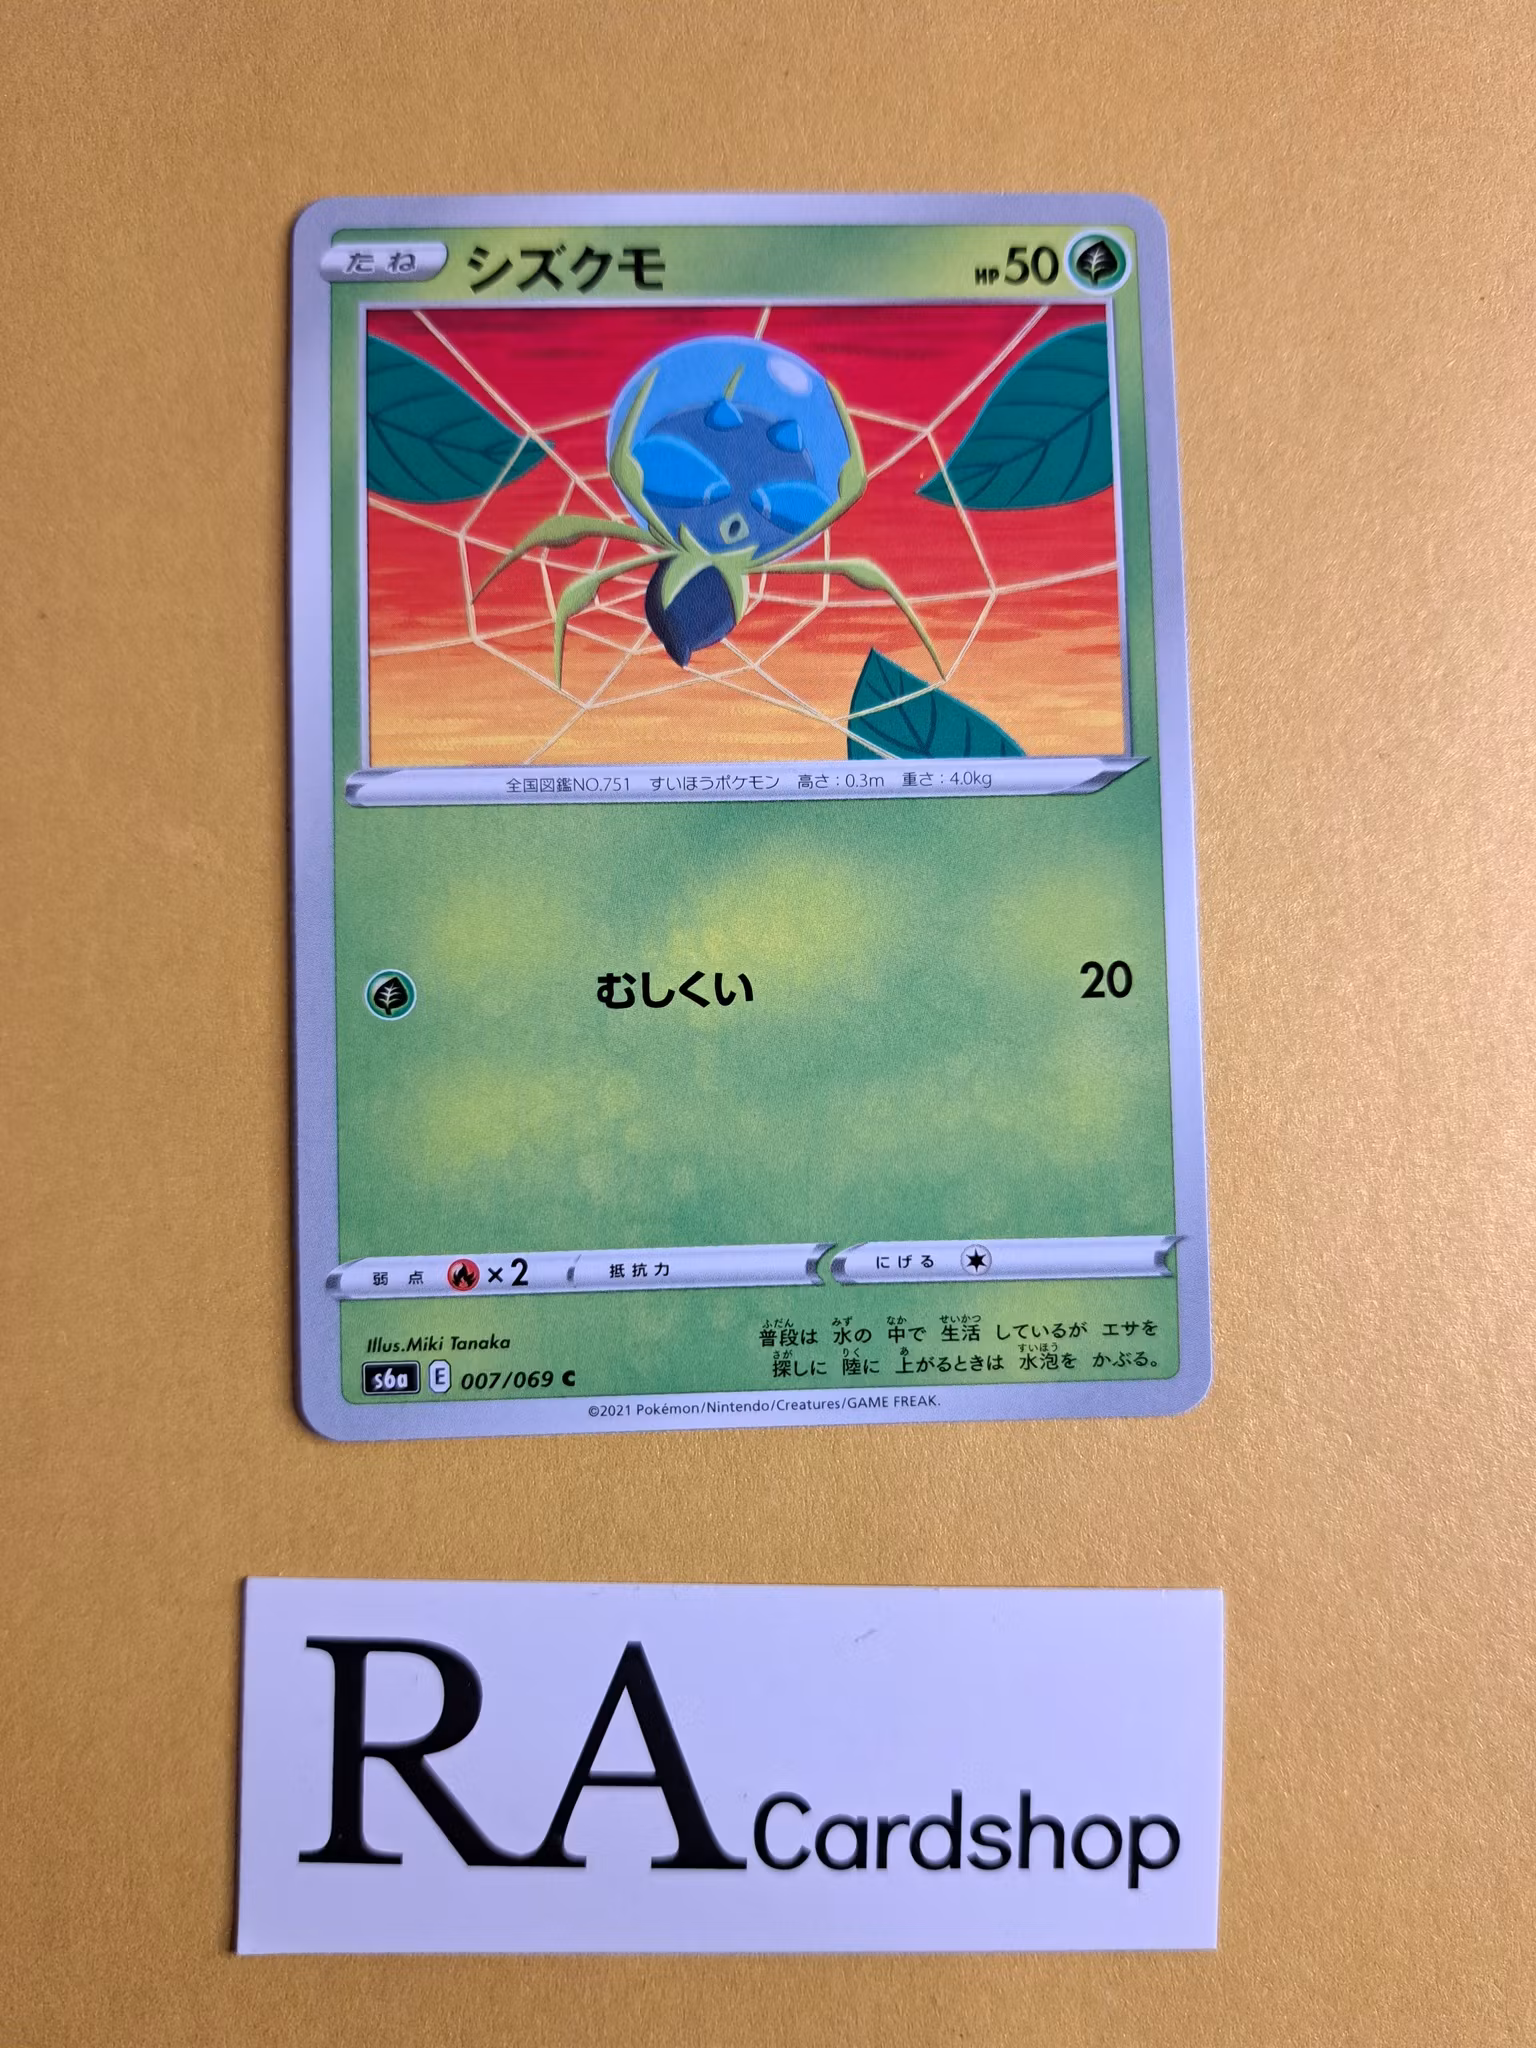 たね シズクモ HP50
全国図鑑NO.751 すいほうポケモン 高さ:0.3m 重さ:4.0kg
むしくい 20
弱点 ×2 抵抗力 にげる
Illus.Miki Tanaka
s6a E 007/069 C
普段は 水の 中で 生活 しているが エサを
探しに 陸に 上がるときは 水泡を かぶる。
©2021 Pokémon/Nintendo/Creatures/GAME FREAK.
RA Cardshop